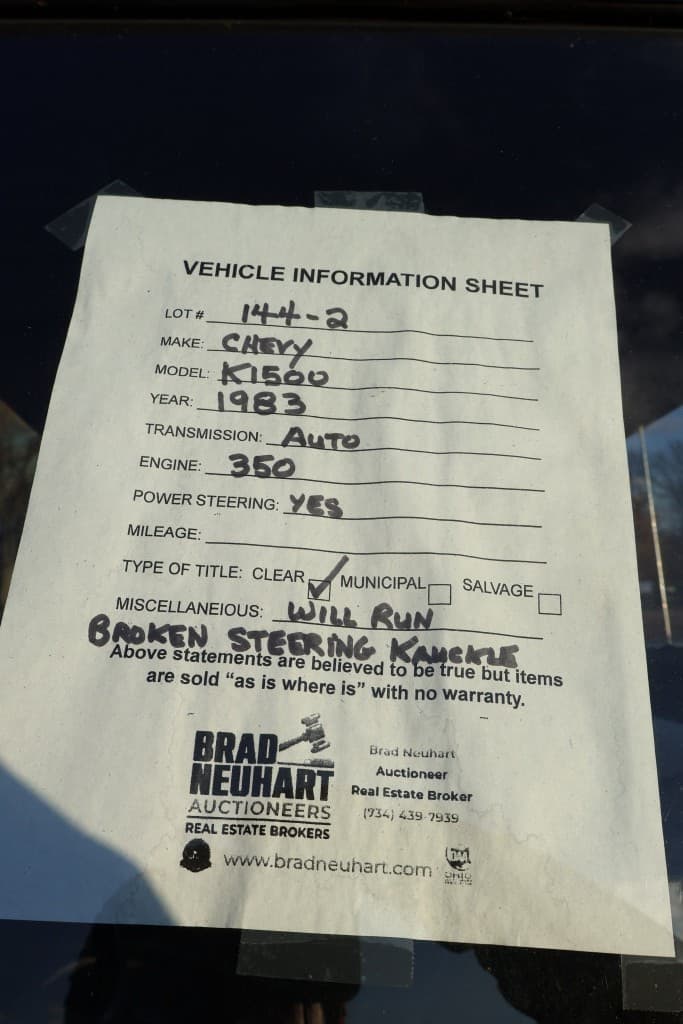 VEHICLE INFORMATION SHEET
LOT # 144-2
MAKE: CHEVY
MODEL: K1500
YEAR: 1983
TRANSMISSION: AUTO
ENGINE: 350
POWER STEERING: YES
MILEAGE:
TYPE OF TITLE: CLEAR ✓ MUNICIPAL SALVAGE
MISCELLANEIOUS: WILL RUN
BROKEN STEERING KNUCKLE
Above statements are believed to be true but items
are sold "as is where is" with no warranty.
BRAD
NEUHART
AUCTIONEERS
REAL ESTATE BROKERS
Brad Neuhart
Auctioneer
Real Estate Broker
(734) 439-7939
www.bradneuhart.com
OHIO